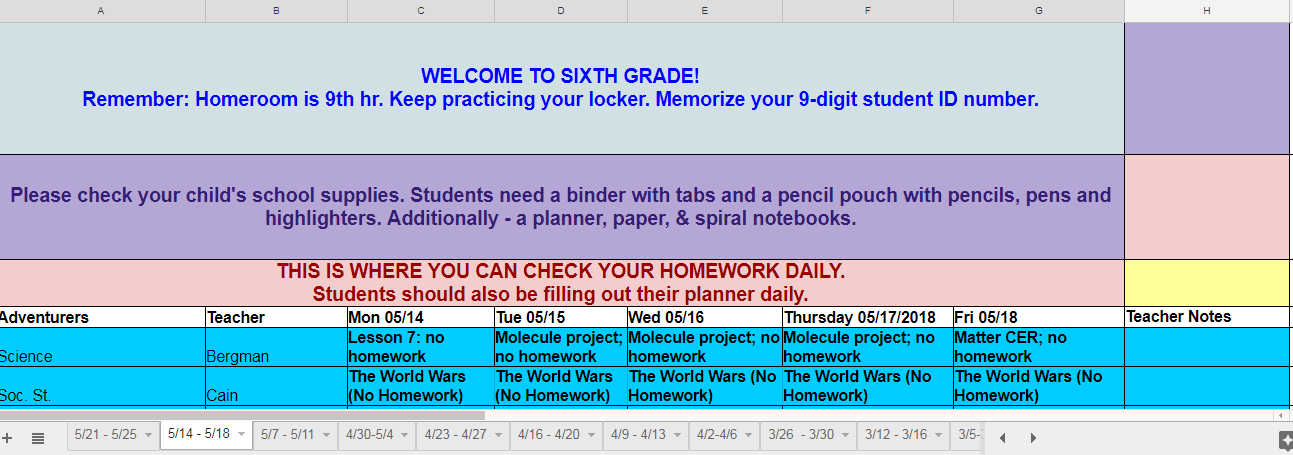 A B C D E F G H
WELCOME TO SIXTH GRADE!
Remember: Homeroom is 9th hr. Keep practicing your locker. Memorize your 9-digit student ID number.
Please check your child's school supplies. Students need a binder with tabs and a pencil pouch with pencils, pens and
highlighters. Additionally - a planner, paper, & spiral notebooks.
THIS IS WHERE YOU CAN CHECK YOUR HOMEWORK DAILY.
Students should also be filling out their planner daily.
Adventurers Teacher Mon 05/14 Tue 05/15 Wed 05/16 Thursday 05/17/2018 Fri 05/18 Teacher Notes
Lesson 7: no Molecule project; Molecule project; no Molecule project; no Matter CER; no
Science Bergman homework no homework homework homework homework
The World Wars The World Wars The World Wars (No The World Wars (No The World Wars (No
Soc. St. Cain (No Homework) (No Homework) Homework) Homework) Homework)
+ 5/21 - 5/25 5/14 - 5/18 5/7 - 5/11 4/30-5/4 4/23 - 4/27 4/16 - 4/20 4/9 - 4/13 4/2-4/6 3/26 - 3/30 3/12 - 3/16 3/5-